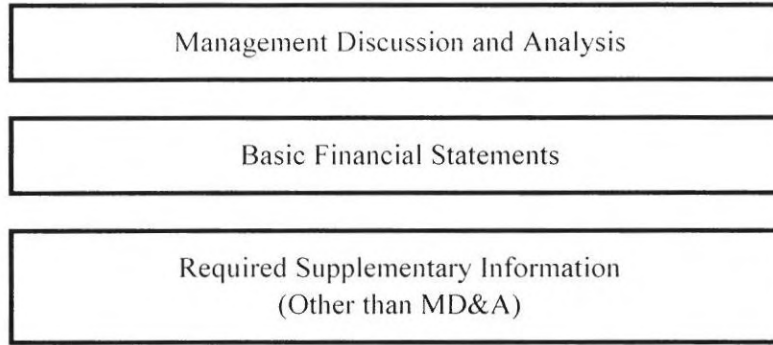 Management Discussion and Analysis
Basic Financial Statements
Required Supplementary Information
(Other than MD&A)